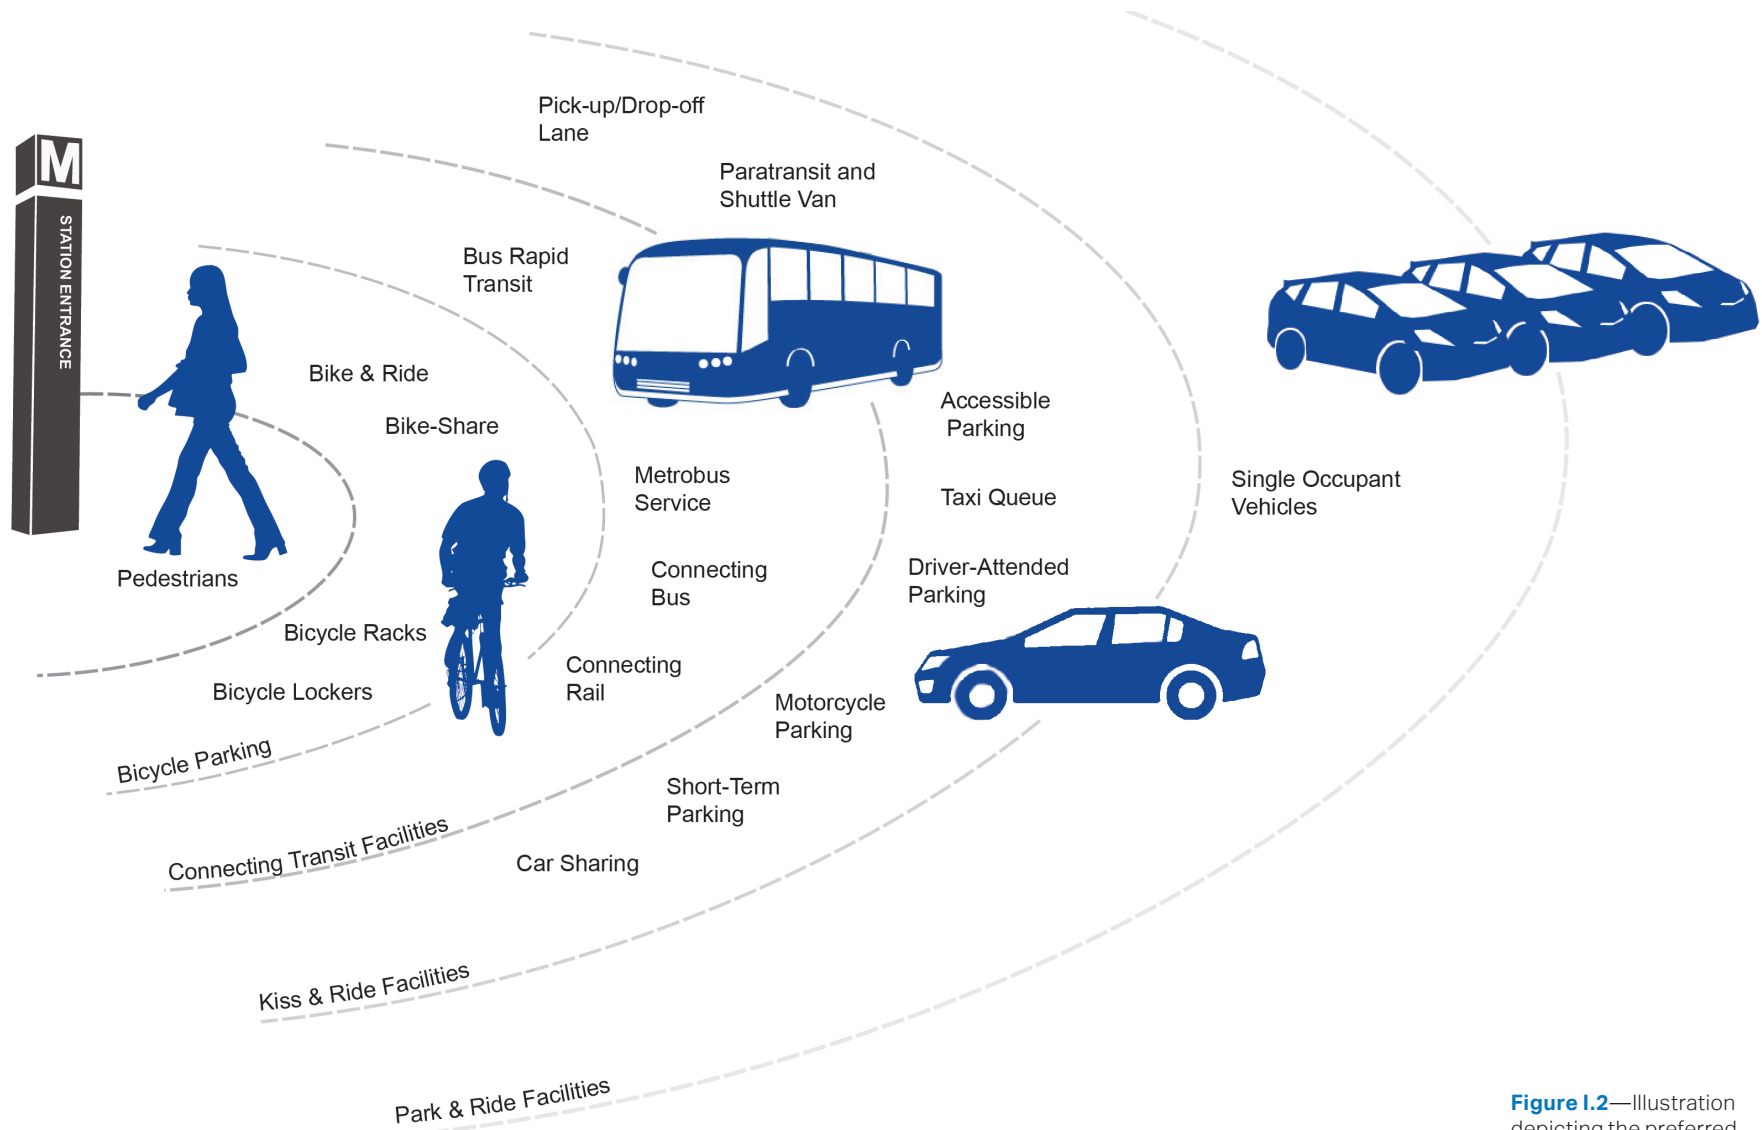 Pick-up/Drop-off
Lane
Paratransit and
Shuttle Van
M
STATION ENTRANCE
Bus Rapid
Transit
Bike & Ride
Bike-Share
Accessible
Parking
Metrobus
Service
Taxi Queue
Single Occupant
Vehicles
Connecting
Bus
Driver-Attended
Parking
Pedestrians
Bicycle Racks
Connecting
Rail
Bicycle Lockers
Motorcycle
Parking
Bicycle Parking
Short-Term
Parking
Connecting Transit Facilities
Car Sharing
Kiss & Ride Facilities
Park & Ride Facilities
Figure I.2—Illustration
depicting the preferred